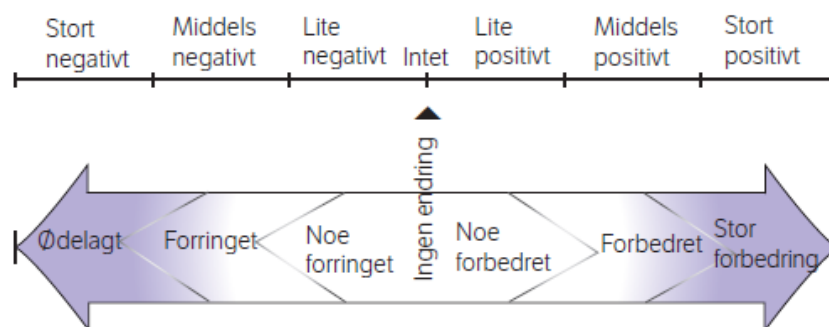 Stort
negativt
Middels
negativt
Lite
negativt
Intet
Lite
positivt
Middels
positivt
Stort
positivt
Ingen endring
Ødelagt
Forringet
Noe
forringet
Noe
forbedret
Forbedret
Stor
forbedring